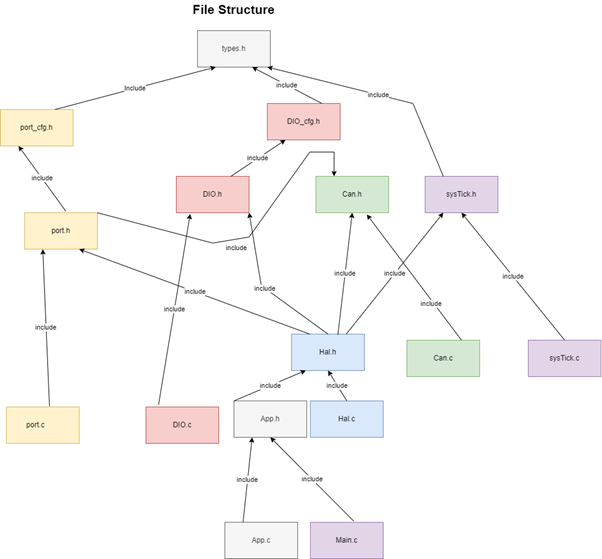 File Structure
types.h
Include
include
include
port_cfg.h
DIO_cfg.h
include
include
DIO.h
Can.h
sysTick.h
port.h
include
include
include
include
include
include
include
include
include
include
Hal.h
Can.c
sysTick.c
include
include
port.c
DIO.c
App.h
Hal.c
include
include
App.c
Main.c